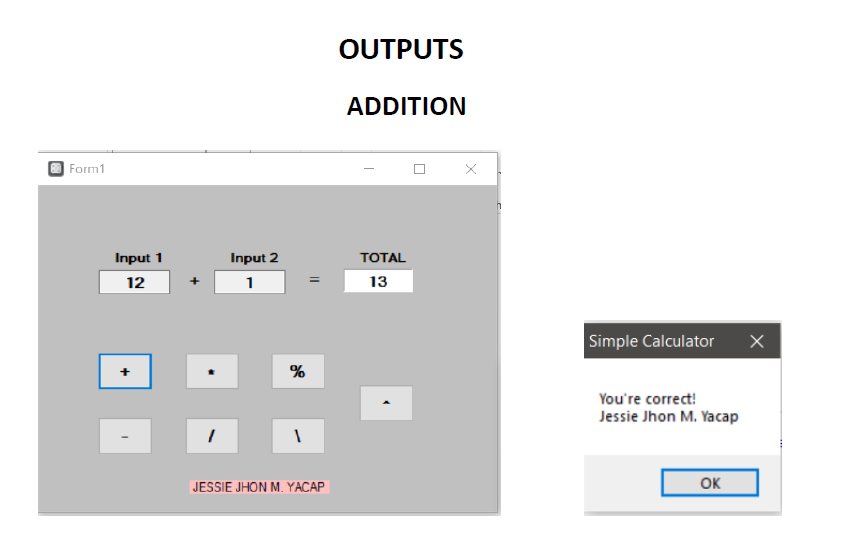 OUTPUTS
ADDITION
Form1
Input 1 Input 2 TOTAL
12 + 1 = 13
+ * % 
^
- / \
JESSIE JHON M. YACAP
Simple Calculator
You're correct!
Jessie Jhon M. Yacap
OK